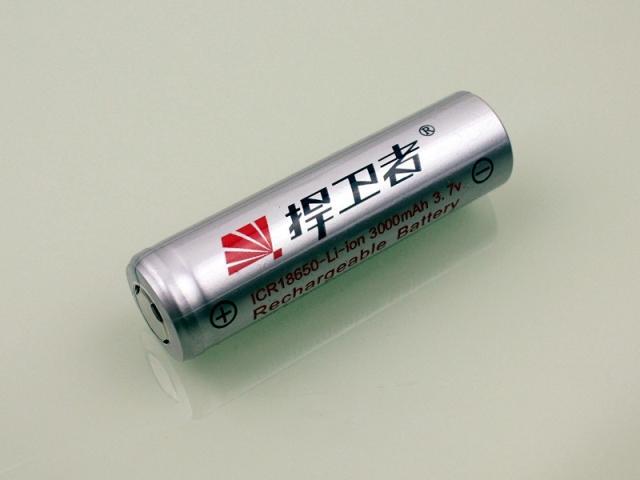 捍卫者®
ICR18650-Li-ion 3000mAh 3.7v
Rechargeable Battery